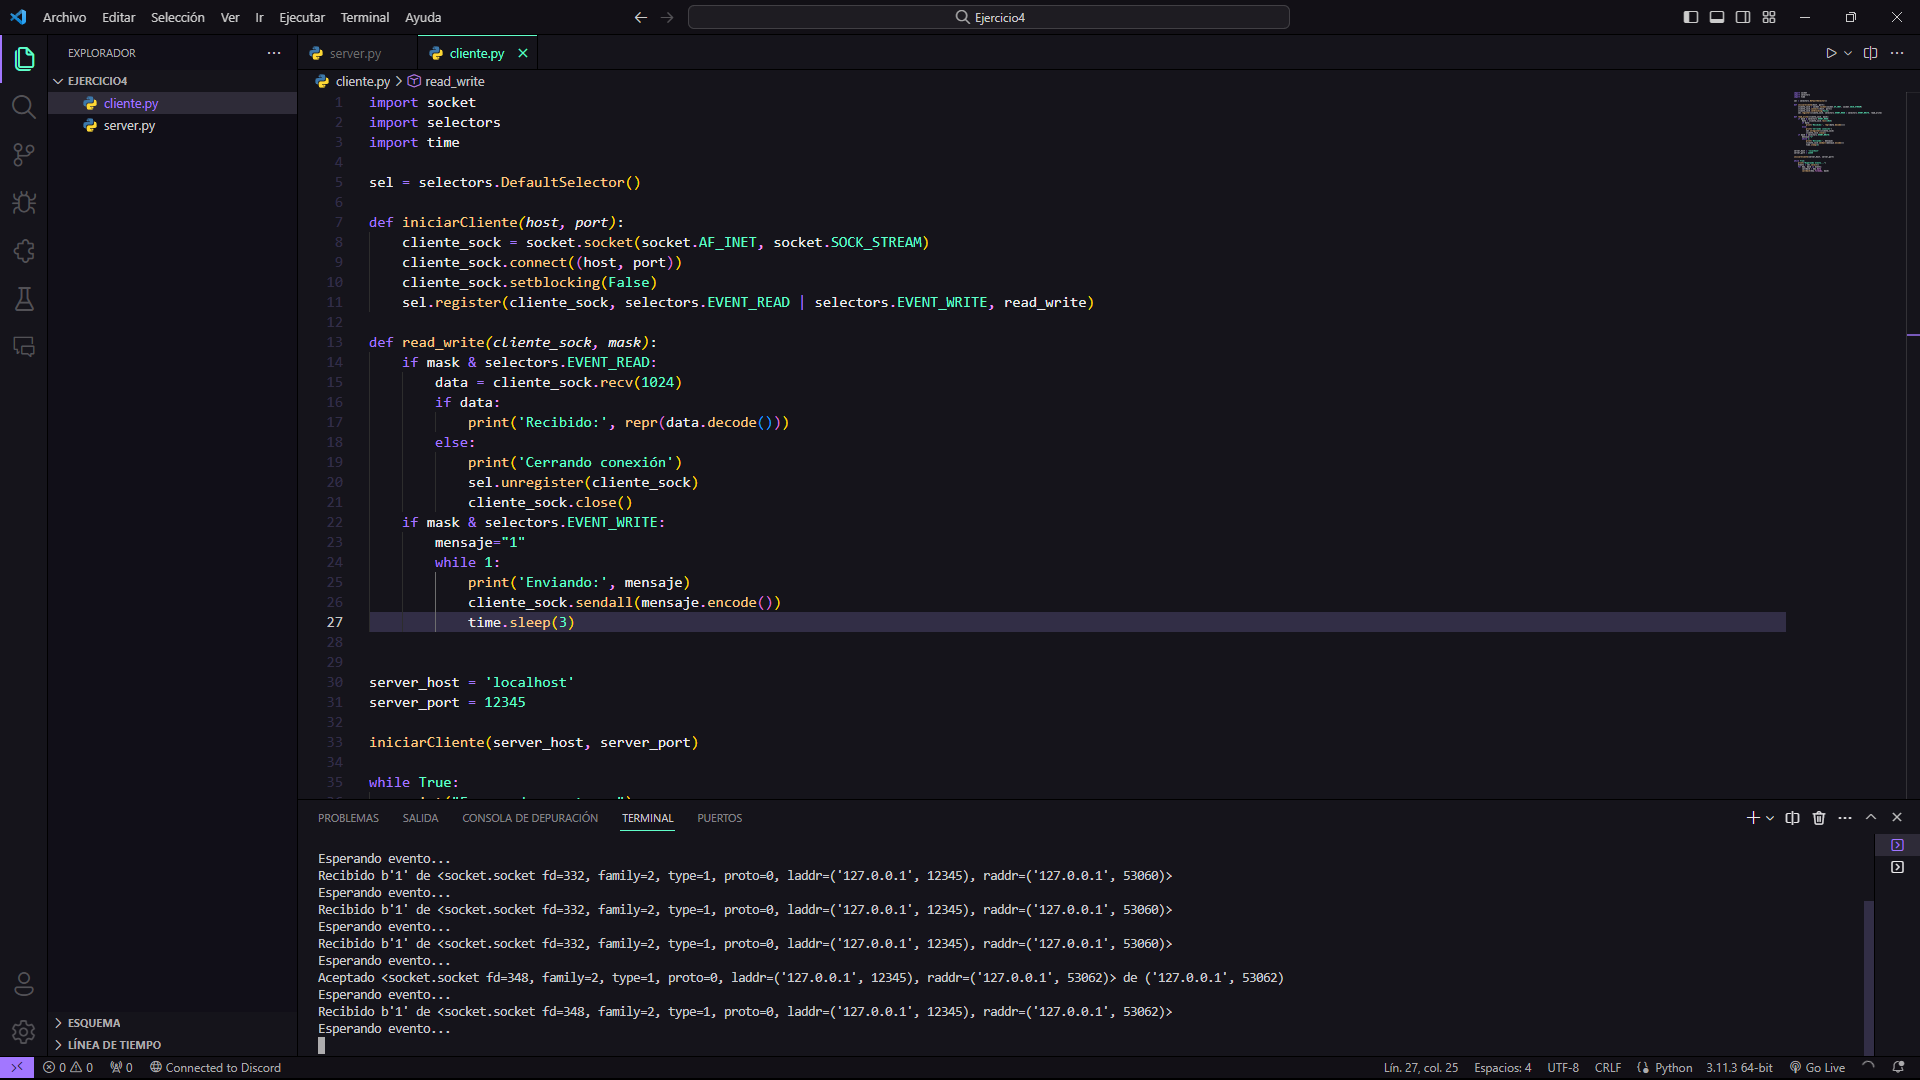 Archivo Editar Selección Ver Ir Ejecutar Terminal Ayuda
Ejercicio4
EXPLORADOR
EJERCICIO4
cliente.py
server.py
ESQUEMA
LÍNEA DE TIEMPO
server.py cliente.py
cliente.py > read_write
1 import socket
2 import selectors
3 import time
4
5 sel = selectors.DefaultSelector()
6
7 def iniciarCliente(host, port):
8 cliente_sock = socket.socket(socket.AF_INET, socket.SOCK_STREAM)
9 cliente_sock.connect((host, port))
10 cliente_sock.setblocking(False)
11 sel.register(cliente_sock, selectors.EVENT_READ | selectors.EVENT_WRITE, read_write)
12
13 def read_write(cliente_sock, mask):
14 if mask & selectors.EVENT_READ:
15 data = cliente_sock.recv(1024)
16 if data:
17 print('Recibido:', repr(data.decode()))
18 else:
19 print('Cerrando conexión')
20 sel.unregister(cliente_sock)
21 cliente_sock.close()
22 if mask & selectors.EVENT_WRITE:
23 mensaje="1"
24 while 1:
25 print('Enviando:', mensaje)
26 cliente_sock.sendall(mensaje.encode())
27 time.sleep(3)
28
29
30 server_host = 'localhost'
31 server_port = 12345
32
33 iniciarCliente(server_host, server_port)
34
35 while True:
PROBLEMAS SALIDA CONSOLA DE DEPURACIÓN TERMINAL PUERTOS
Esperando evento...
Recibido b'1' de <socket.socket fd=332, family=2, type=1, proto=0, laddr=('127.0.0.1', 12345), raddr=('127.0.0.1', 53060)>
Esperando evento...
Recibido b'1' de <socket.socket fd=332, family=2, type=1, proto=0, laddr=('127.0.0.1', 12345), raddr=('127.0.0.1', 53060)>
Esperando evento...
Recibido b'1' de <socket.socket fd=332, family=2, type=1, proto=0, laddr=('127.0.0.1', 12345), raddr=('127.0.0.1', 53060)>
Esperando evento...
Aceptado <socket.socket fd=348, family=2, type=1, proto=0, laddr=('127.0.0.1', 12345), raddr=('127.0.0.1', 53062)> de ('127.0.0.1', 53062)
Esperando evento...
Recibido b'1' de <socket.socket fd=348, family=2, type=1, proto=0, laddr=('127.0.0.1', 12345), raddr=('127.0.0.1', 53062)>
Esperando evento...
0 0 0 Connected to Discord Lín. 27, col. 25 Espacios: 4 UTF-8 CRLF Python 3.11.3 64-bit Go Live